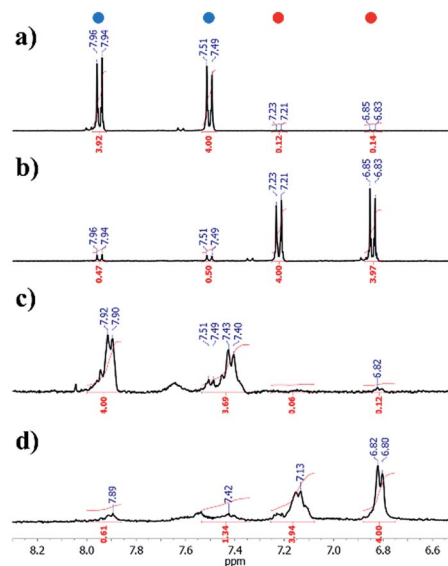 a)
7.96 7.94 7.51 7.49 7.23 7.21 6.85 6.83
3.92 4.00 0.12 0.14
b)
7.96 7.94 7.51 7.49 7.23 7.21 6.85 6.83
0.47 0.50 4.00 3.97
c)
7.92 7.90 7.51 7.49 7.43 7.40 6.82
4.00 3.69 0.06 0.12
d)
7.89 7.42 7.13 6.82 6.80
0.61 1.34 3.94 4.00
8.2 8.0 7.8 7.6 7.4 7.2 7.0 6.8 6.6
ppm